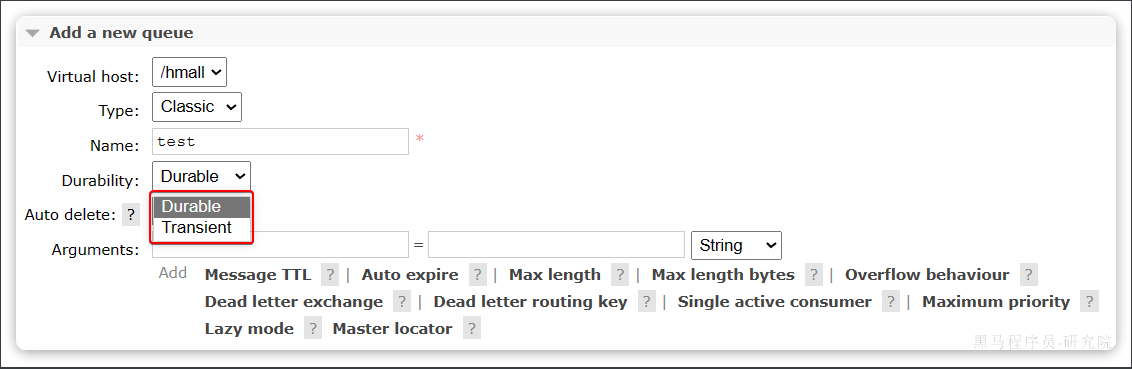 Add a new queue
Virtual host: /hmall
Type: Classic
Name: test *
Durability: Durable
Durable
Auto delete: ?
Transient
Arguments: = String
Add Message TTL ? | Auto expire ? | Max length ? | Max length bytes ? | Overflow behaviour ?
Dead letter exchange ? | Dead letter routing key ? | Single active consumer ? | Maximum priority ?
Lazy mode ? Master locator ?
黑马程序员-研究院